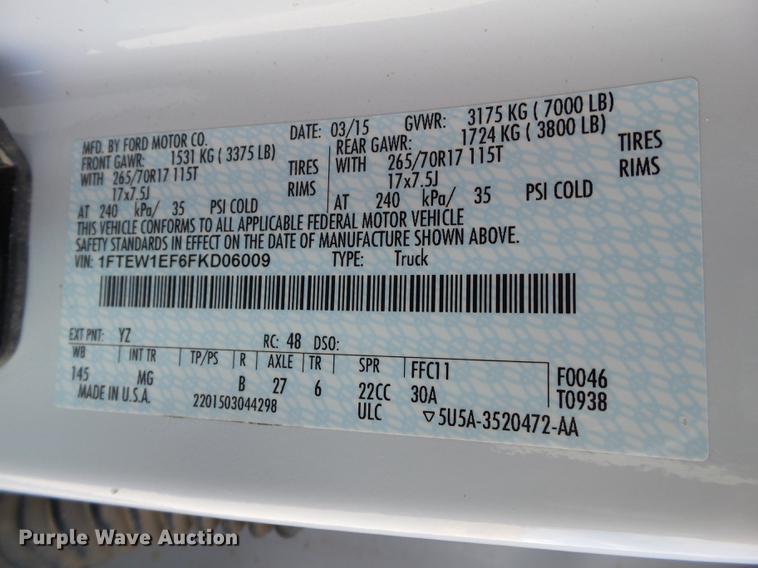 MFD. BY FORD MOTOR CO. DATE: 03/15 GVWR: 3175 KG ( 7000 LB)
FRONT GAWR: 1531 KG ( 3375 LB) REAR GAWR: 1724 KG ( 3800 LB)
WITH 265/70R17 115T TIRES WITH 265/70R17 115T TIRES
17x7.5J RIMS 17x7.5J RIMS
AT 240 kPa/ 35 PSI COLD AT 240 kPa/ 35 PSI COLD
THIS VEHICLE CONFORMS TO ALL APPLICABLE FEDERAL MOTOR VEHICLE
SAFETY STANDARDS IN EFFECT ON THE DATE OF MANUFACTURE SHOWN ABOVE.
VIN: 1FTEW1EF6FKD06009 TYPE: Truck
EXT PNT: YZ RC: 48 DSO:
WB INT TR TP/PS R AXLE TR SPR FFC11 F0046
145 MG B 27 6 22CC 30A T0938
MADE IN U.S.A. 2201503044298 ULC ▽5U5A-3520472-AA
Purple Wave Auction®